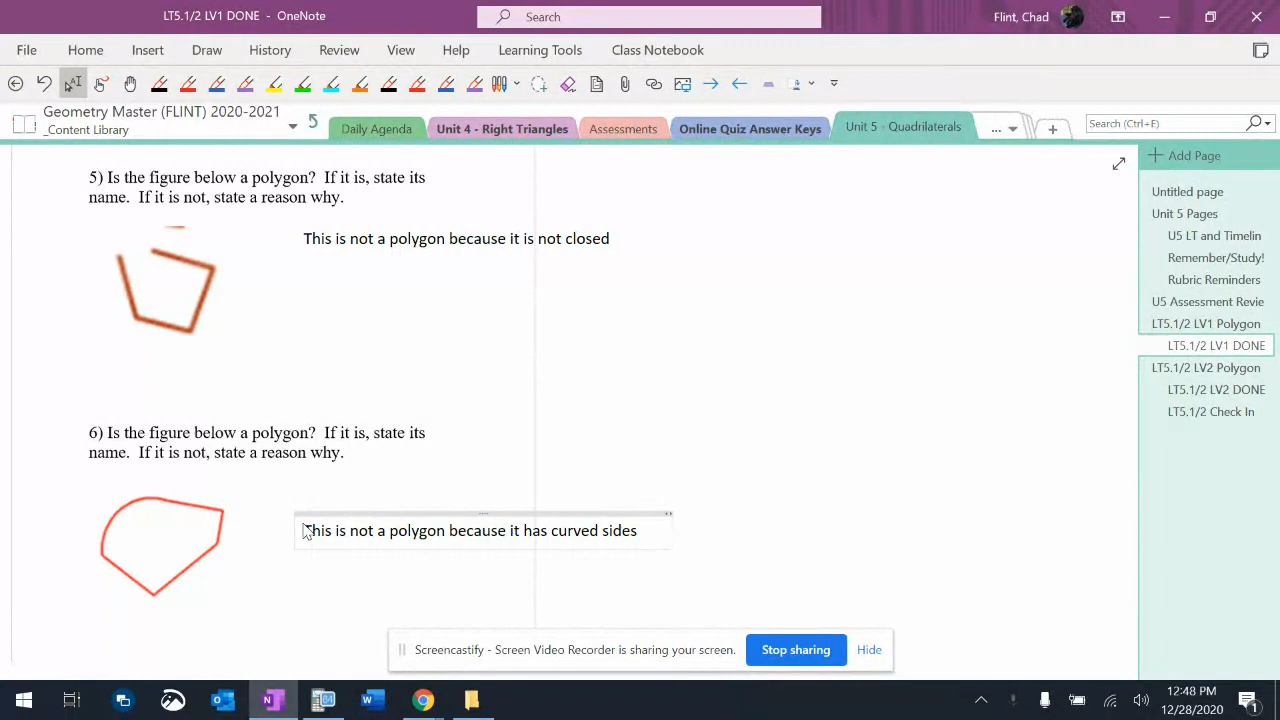 LT5.1/2 LV1 DONE - OneNote
Search
Flint, Chad
File Home Insert Draw History Review View Help Learning Tools Class Notebook
Geometry Master (FLINT) 2020-2021
_Content Library
Daily Agenda
Unit 4 - Right Triangles
Assessments
Online Quiz Answer Keys
Unit 5 - Quadrilaterals
...
Search (Ctrl+E)
Add Page
Untitled page
Unit 5 Pages
U5 LT and Timelin
Remember/Study!
Rubric Reminders
U5 Assessment Revie
LT5.1/2 LV1 Polygon
LT5.1/2 LV1 DONE
LT5.1/2 LV2 Polygon
LT5.1/2 LV2 DONE
LT5.1/2 Check In
5) Is the figure below a polygon? If it is, state its
name. If it is not, state a reason why.
This is not a polygon because it is not closed
6) Is the figure below a polygon? If it is, state its
name. If it is not, state a reason why.
This is not a polygon because it has curved sides
Screencastify - Screen Video Recorder is sharing your screen.
Stop sharing
Hide
12:48 PM
12/28/2020
1